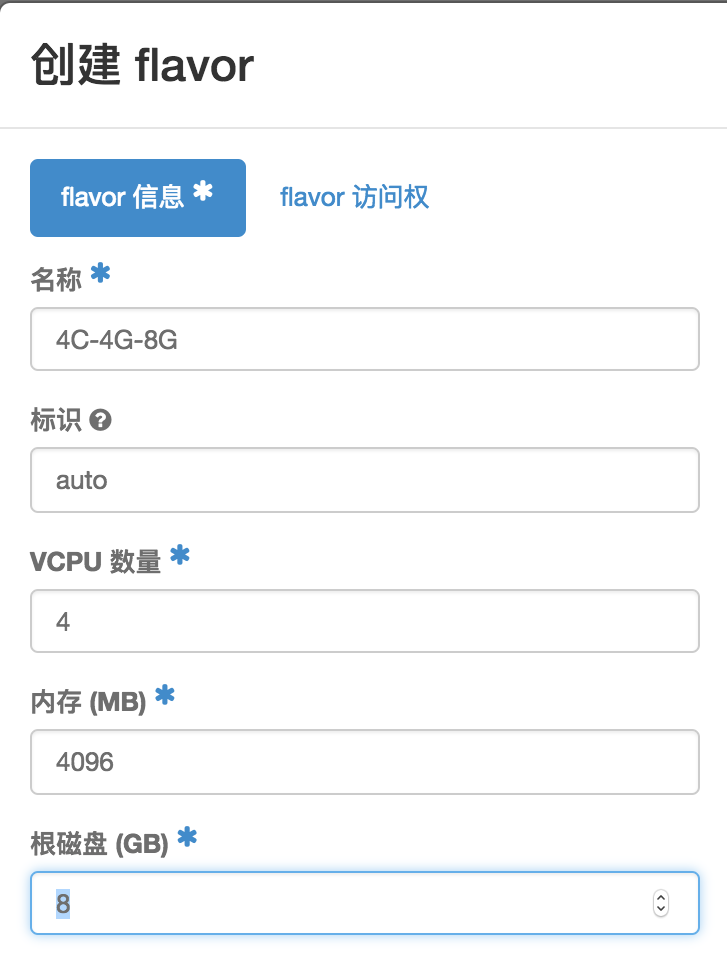 创建 flavor
flavor 信息 * flavor 访问权
名称 *
4C-4G-8G
标识 ?
auto
VCPU 数量 *
4
内存 (MB) *
4096
根磁盘 (GB) *
8